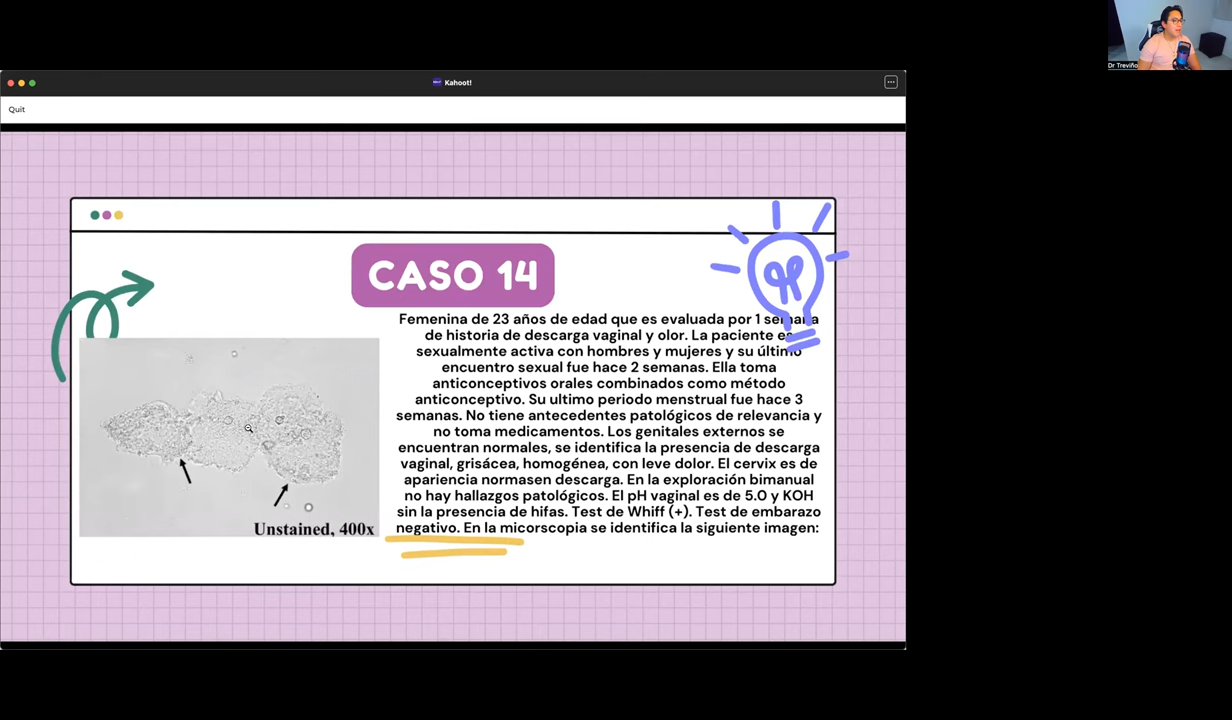 Dr Treviño
Kahoot!
Quit
CASO 14
Femenina de 23 años de edad que es evaluada por 1 semana
de historia de descarga vaginal y olor. La paciente es
sexualmente activa con hombres y mujeres y su último
encuentro sexual fue hace 2 semanas. Ella toma
anticonceptivos orales combinados como método
anticonceptivo. Su ultimo periodo menstrual fue hace 3
semanas. No tiene antecedentes patológicos de relevancia y
no toma medicamentos. Los genitales externos se
encuentran normales, se identifica la presencia de descarga
vaginal, grisácea, homogénea, con leve dolor. El cervix es de
apariencia normasen descarga. En la exploración bimanual
no hay hallazgos patológicos. El pH vaginal es de 5.0 y KOH
sin la presencia de hifas. Test de Whiff (+). Test de embarazo
negativo. En la micorscopia se identifica la siguiente imagen:
Unstained, 400x